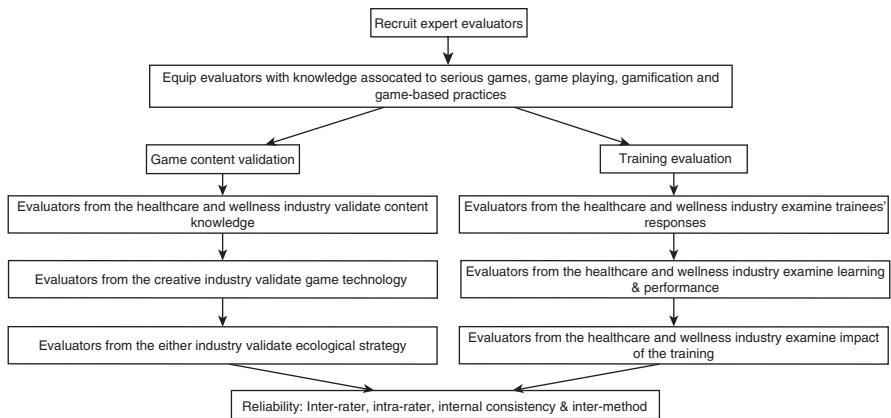 Recruit expert evaluators
Equip evaluators with knowledge assocated to serious games, game playing, gamification and
game-based practices
Game content validation
Training evaluation
Evaluators from the healthcare and wellness industry validate content
knowledge
Evaluators from the healthcare and wellness industry examine trainees’
responses
Evaluators from the creative industry validate game technology
Evaluators from the healthcare and wellness industry examine learning
& performance
Evaluators from the either industry validate ecological strategy
Evaluators from the healthcare and wellness industry examine impact
of the training
Reliability: Inter-rater, intra-rater, internal consistency & inter-method